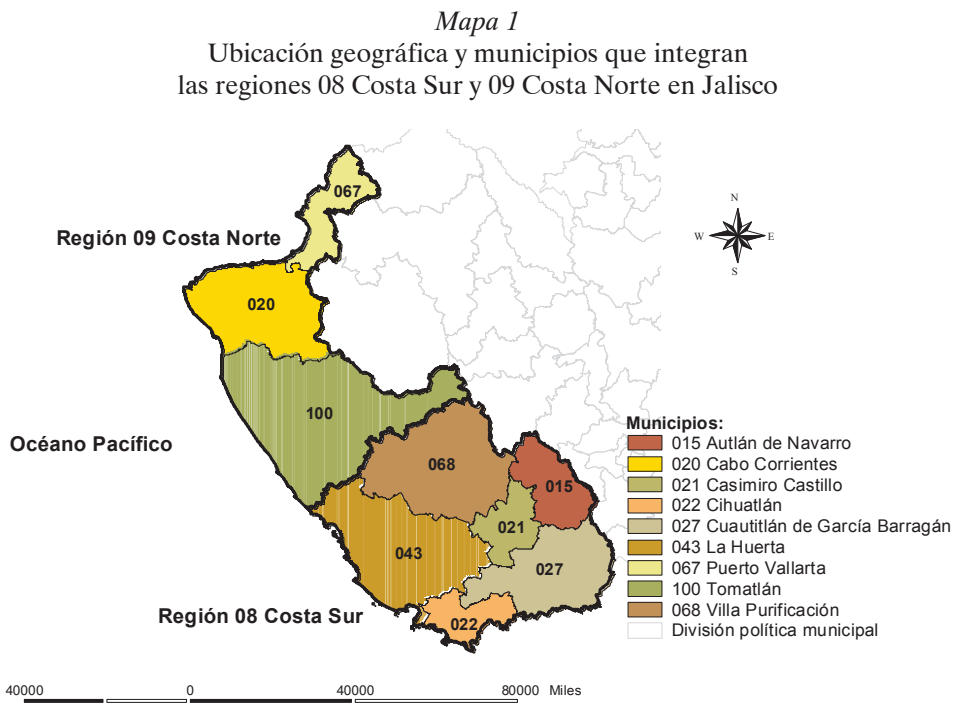 Mapa 1
Ubicación geográfica y municipios que integran
las regiones 08 Costa Sur y 09 Costa Norte en Jalisco
067
N
W E
S
Región 09 Costa Norte
020
100
Océano Pacífico
068
015
021
043
027
Región 08 Costa Sur
022
Municipios:
015 Autlán de Navarro
020 Cabo Corrientes
021 Casimiro Castillo
022 Cihuatlán
027 Cuautitlán de García Barragán
043 La Huerta
067 Puerto Vallarta
100 Tomatlán
068 Villa Purificación
División política municipal
40000 0 40000 80000 Miles